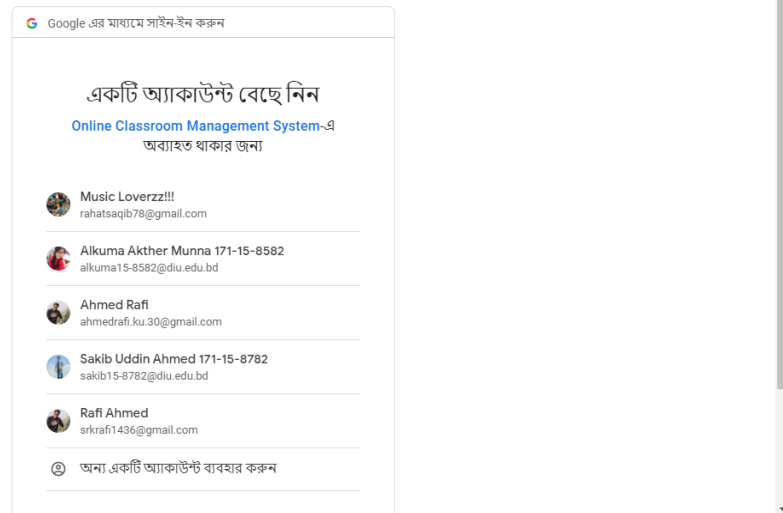 Google এর মাধ্যমে সাইন-ইন করুন
একটি অ্যাকাউন্ট বেছে নিন
Online Classroom Management System-এ
অব্যাহত থাকার জন্য
Music Loverzz!!!
rahatsaqib78@gmail.com
Alkuma Akther Munna 171-15-8582
alkuma15-8582@diu.edu.bd
Ahmed Rafi
ahmedrafi.ku.30@gmail.com
Sakib Uddin Ahmed 171-15-8782
sakib15-8782@diu.edu.bd
Rafi Ahmed
srkrafi1436@gmail.com
অন্য একটি অ্যাকাউন্ট ব্যবহার করুন